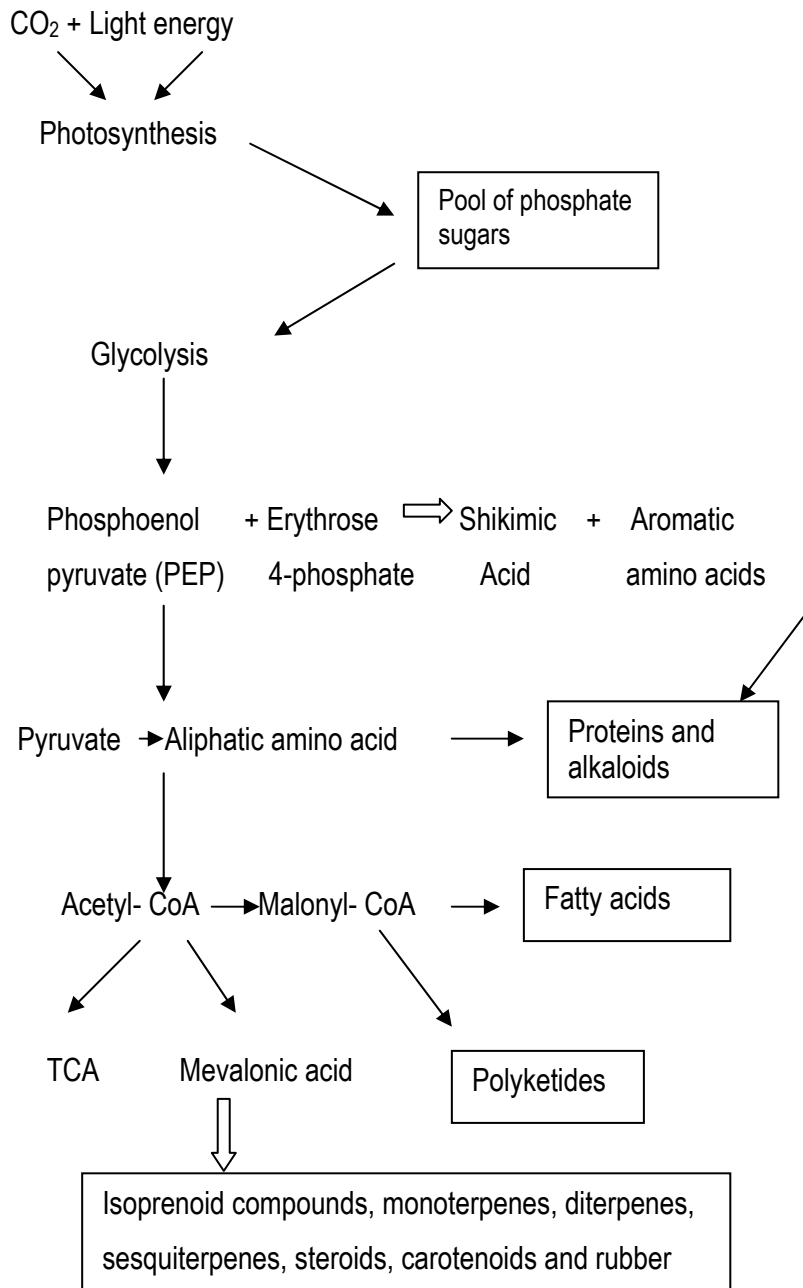 CO₂ + Light energy
Photosynthesis
Pool of phosphate
sugars
Glycolysis
Phosphoenol + Erythrose Shikimic + Aromatic
pyruvate (PEP) 4-phosphate Acid amino acids
Pyruvate Aliphatic amino acid Proteins and
alkaloids
Acetyl- CoA Malonyl- CoA Fatty acids
TCA Mevalonic acid Polyketides
Isoprenoid compounds, monoterpenes, diterpenes,
sesquiterpenes, steroids, carotenoids and rubber